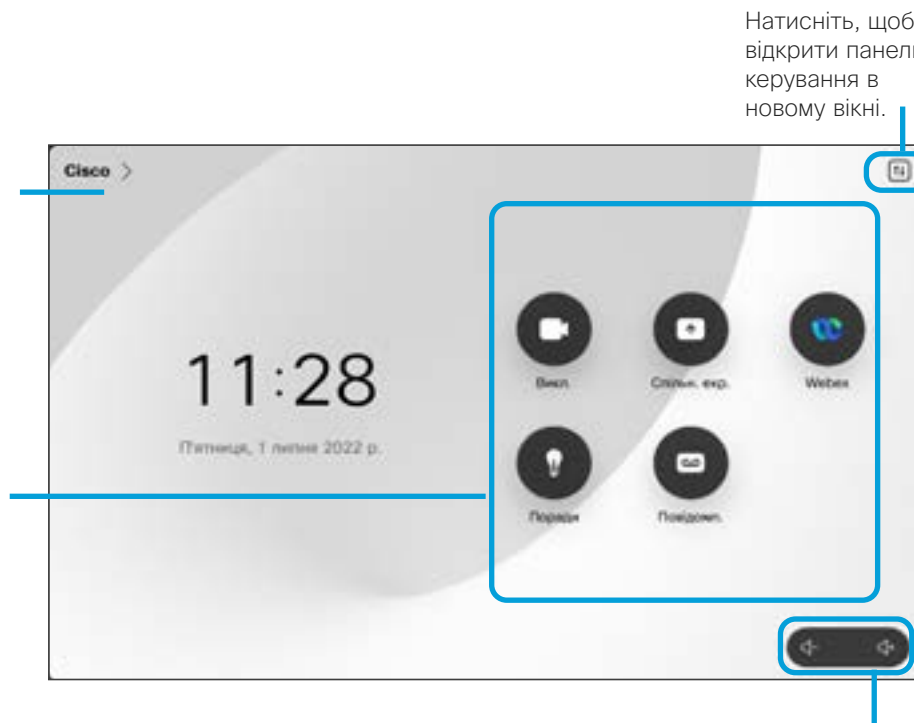 Натисніть, щоб
відкрити панель
керування в
новому вікні.
Cisco
11:28
П'ятниця, 1 липня 2022 р.
Викл. Спільн. екр. Webex
Поради Повідомл.